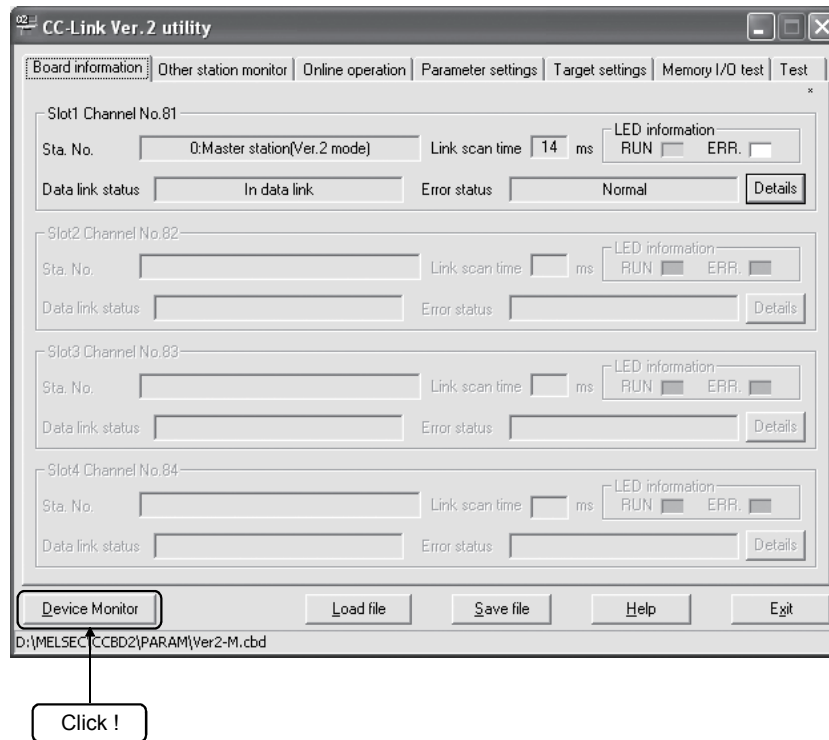 CC-Link Ver.2 utility
Board information Other station monitor Online operation Parameter settings Target settings Memory I/O test Test
Slot1 Channel No.81
Sta. No. 0:Master station(Ver.2 mode) Link scan time 14 ms LED information RUN ERR.
Data link status In data link Error status Normal Details
Slot2 Channel No.82
Sta. No. Link scan time ms LED information RUN ERR.
Data link status Error status Details
Slot3 Channel No.83
Sta. No. Link scan time ms LED information RUN ERR.
Data link status Error status Details
Slot4 Channel No.84
Sta. No. Link scan time ms LED information RUN ERR.
Data link status Error status Details
Device Monitor Load file Save file Help Exit
D:\MELSEC\CCBD2\PARAM\Ver2-M.cbd
Click !